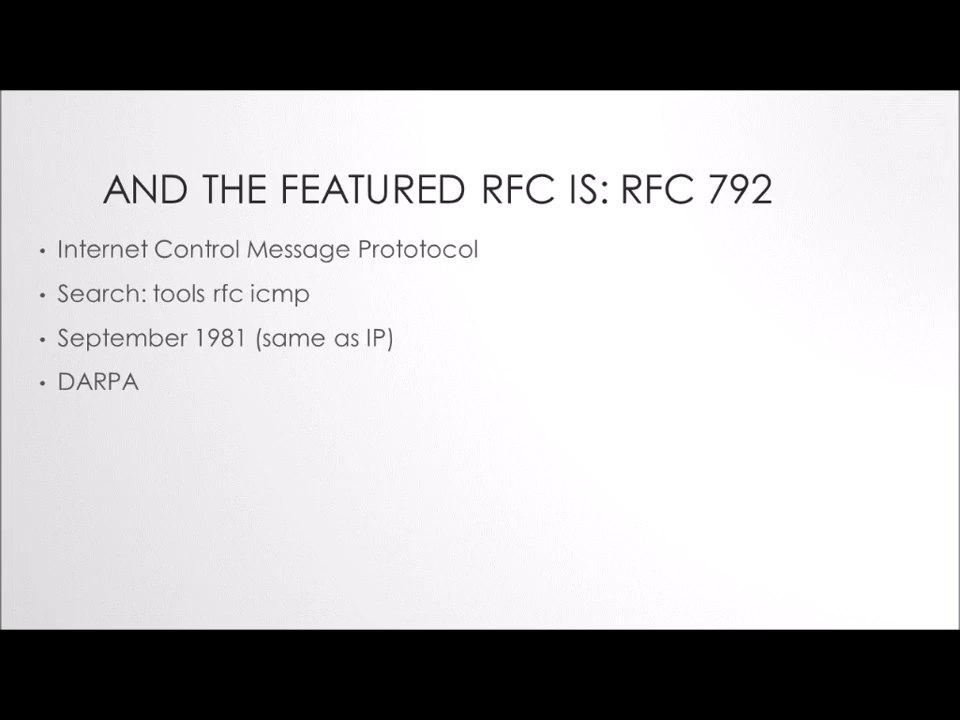 AND THE FEATURED RFC IS: RFC 792
• Internet Control Message Prototocol
• Search: tools rfc icmp
• September 1981 (same as IP)
• DARPA